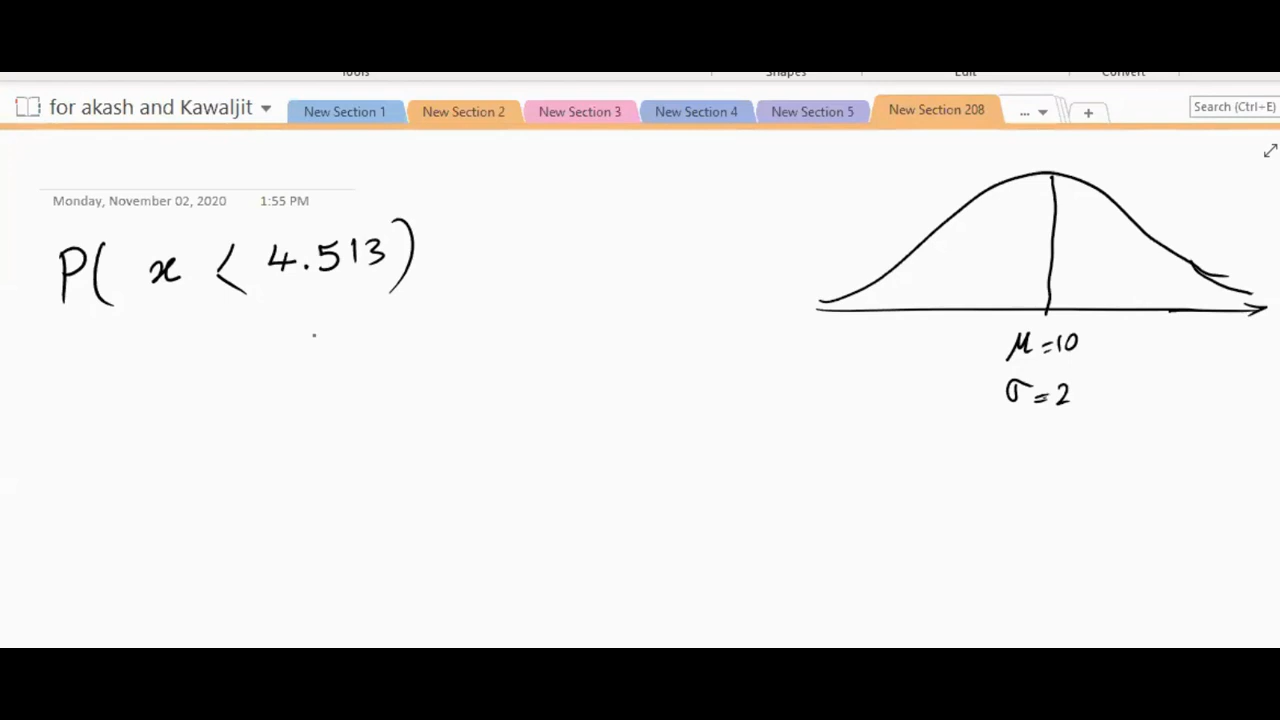 for akash and Kawaljit
New Section 1
New Section 2
New Section 3
New Section 4
New Section 5
New Section 208
...
+
Search (Ctrl+E)
Monday, November 02, 2020 1:55 PM
P( x < 4.513)
μ=10
σ=2